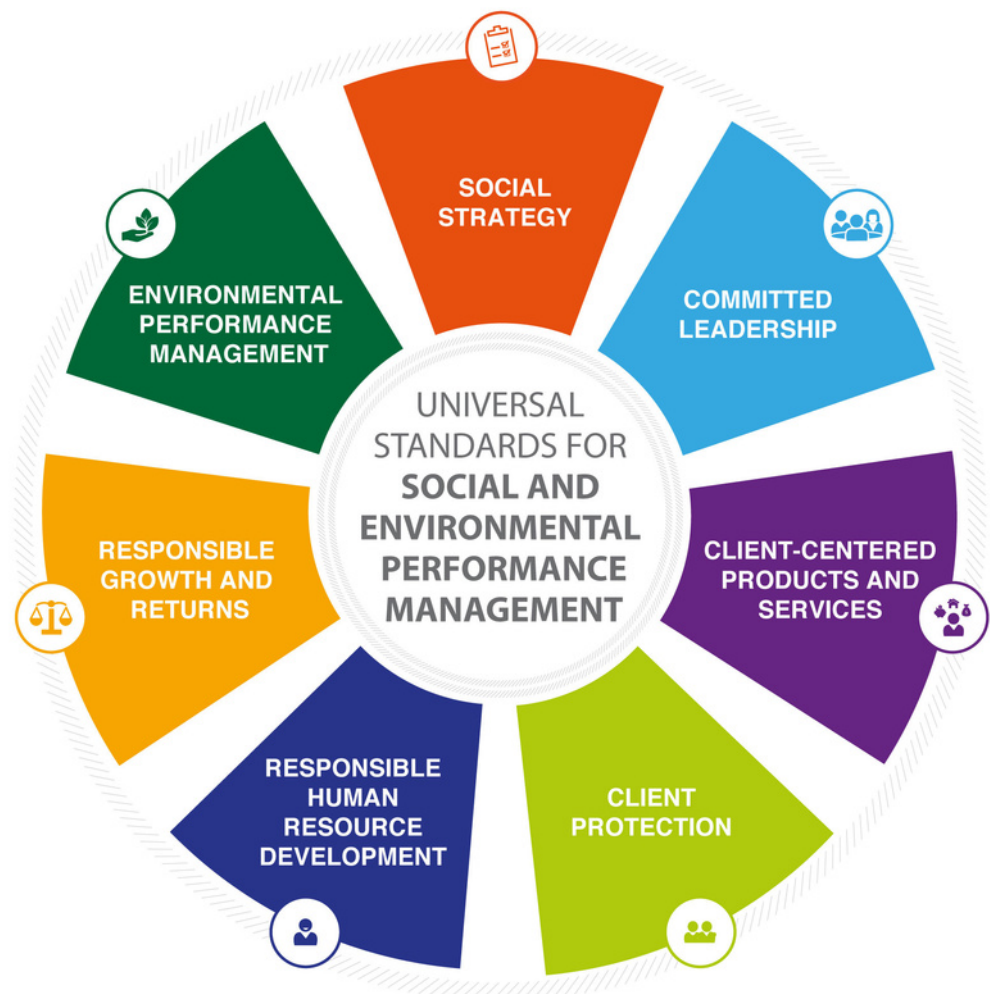 SOCIAL
STRATEGY
COMMITTED
LEADERSHIP
CLIENT-CENTERED
PRODUCTS AND
SERVICES
CLIENT
PROTECTION
RESPONSIBLE
HUMAN
RESOURCE
DEVELOPMENT
RESPONSIBLE
GROWTH AND
RETURNS
ENVIRONMENTAL
PERFORMANCE
MANAGEMENT
UNIVERSAL
STANDARDS FOR
SOCIAL AND
ENVIRONMENTAL
PERFORMANCE
MANAGEMENT